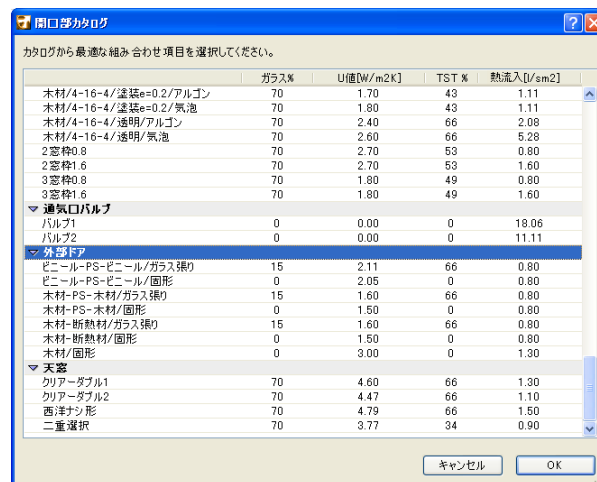 開口部カタログ
カタログから最適な組み合わせ項目を選択してください。
ガラス% U値[W/m2K] TST % 熱流入[l/sm2]
木材/4-16-4/塗装e=0.2/アルゴン 70 1.70 43 1.11
木材/4-16-4/塗装e=0.2/気泡 70 1.80 43 1.11
木材/4-16-4/透明/アルゴン 70 2.40 66 2.08
木材/4-16-4/透明/気泡 70 2.60 66 5.28
2窓枠0.8 70 2.70 53 0.80
2窓枠1.6 70 2.70 53 1.60
3窓枠0.8 70 1.80 49 0.80
3窓枠1.6 70 1.80 49 1.60
通気口バルブ
バルブ1 0 0.00 0 18.06
バルブ2 0 0.00 0 11.11
外部ドア
ビニール-PS-ビニール/ガラス張り 15 2.11 66 0.80
ビニール-PS-ビニール/固形 0 2.05 0 0.80
木材-PS-木材/ガラス張り 15 1.60 66 0.80
木材-PS-木材/固形 0 1.50 0 0.80
木材-断熱材/ガラス張り 15 1.60 66 0.80
木材-断熱材/固形 0 1.50 0 0.80
木材/固形 0 3.00 0 1.30
天窓
クリアーダブル1 70 4.60 66 1.30
クリアーダブル2 70 4.47 66 1.10
西洋ナシ形 70 4.79 66 1.50
二重選択 70 3.77 34 0.90
キャンセル OK